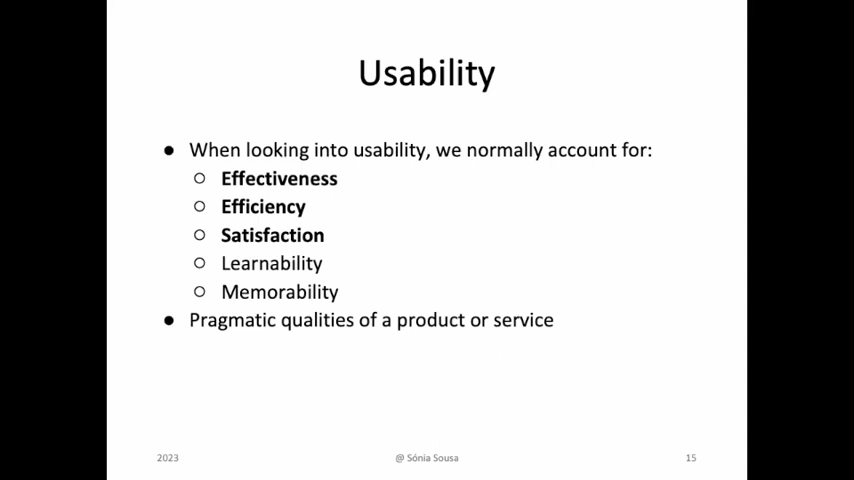 Usability
● When looking into usability, we normally account for:
○ Effectiveness
○ Efficiency
○ Satisfaction
○ Learnability
○ Memorability
● Pragmatic qualities of a product or service
2023 @ Sónia Sousa 15